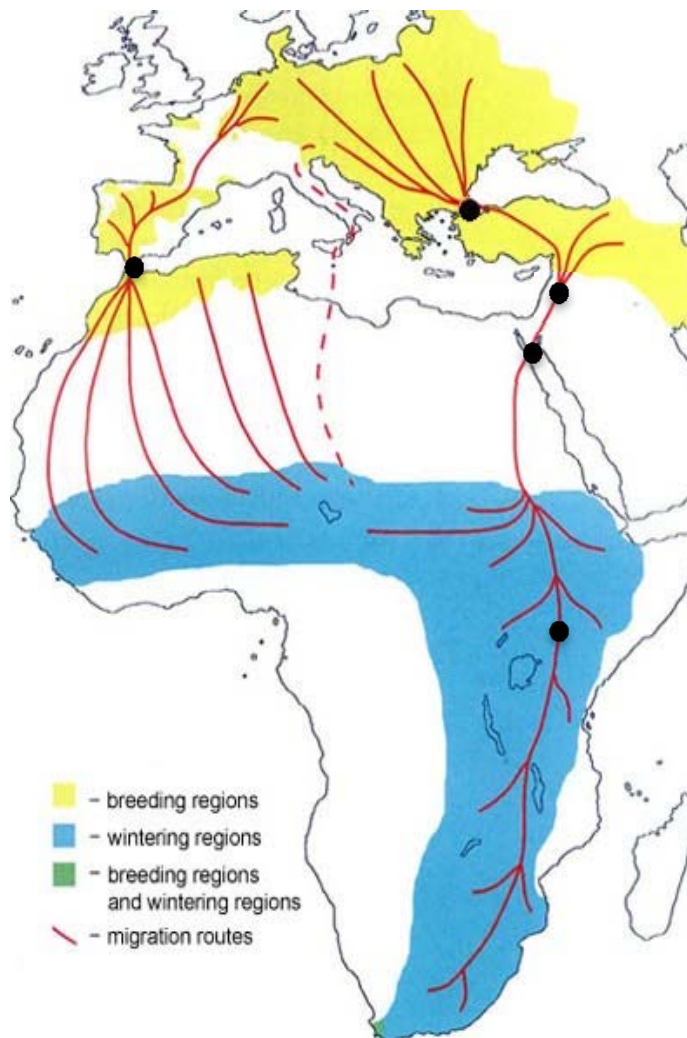 – breeding regions
– wintering regions
– breeding regions
and wintering regions
– migration routes